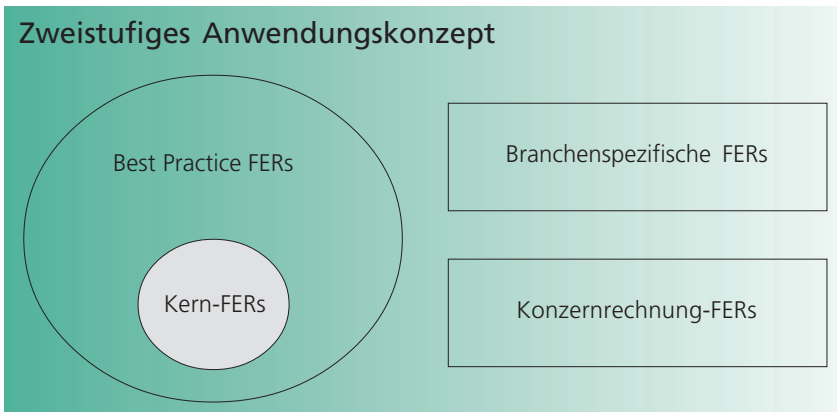 Zweistufiges Anwendungskonzept
Best Practice FERs
Kern-FERs
Branchenspezifische FERs
Konzernrechnung-FERs